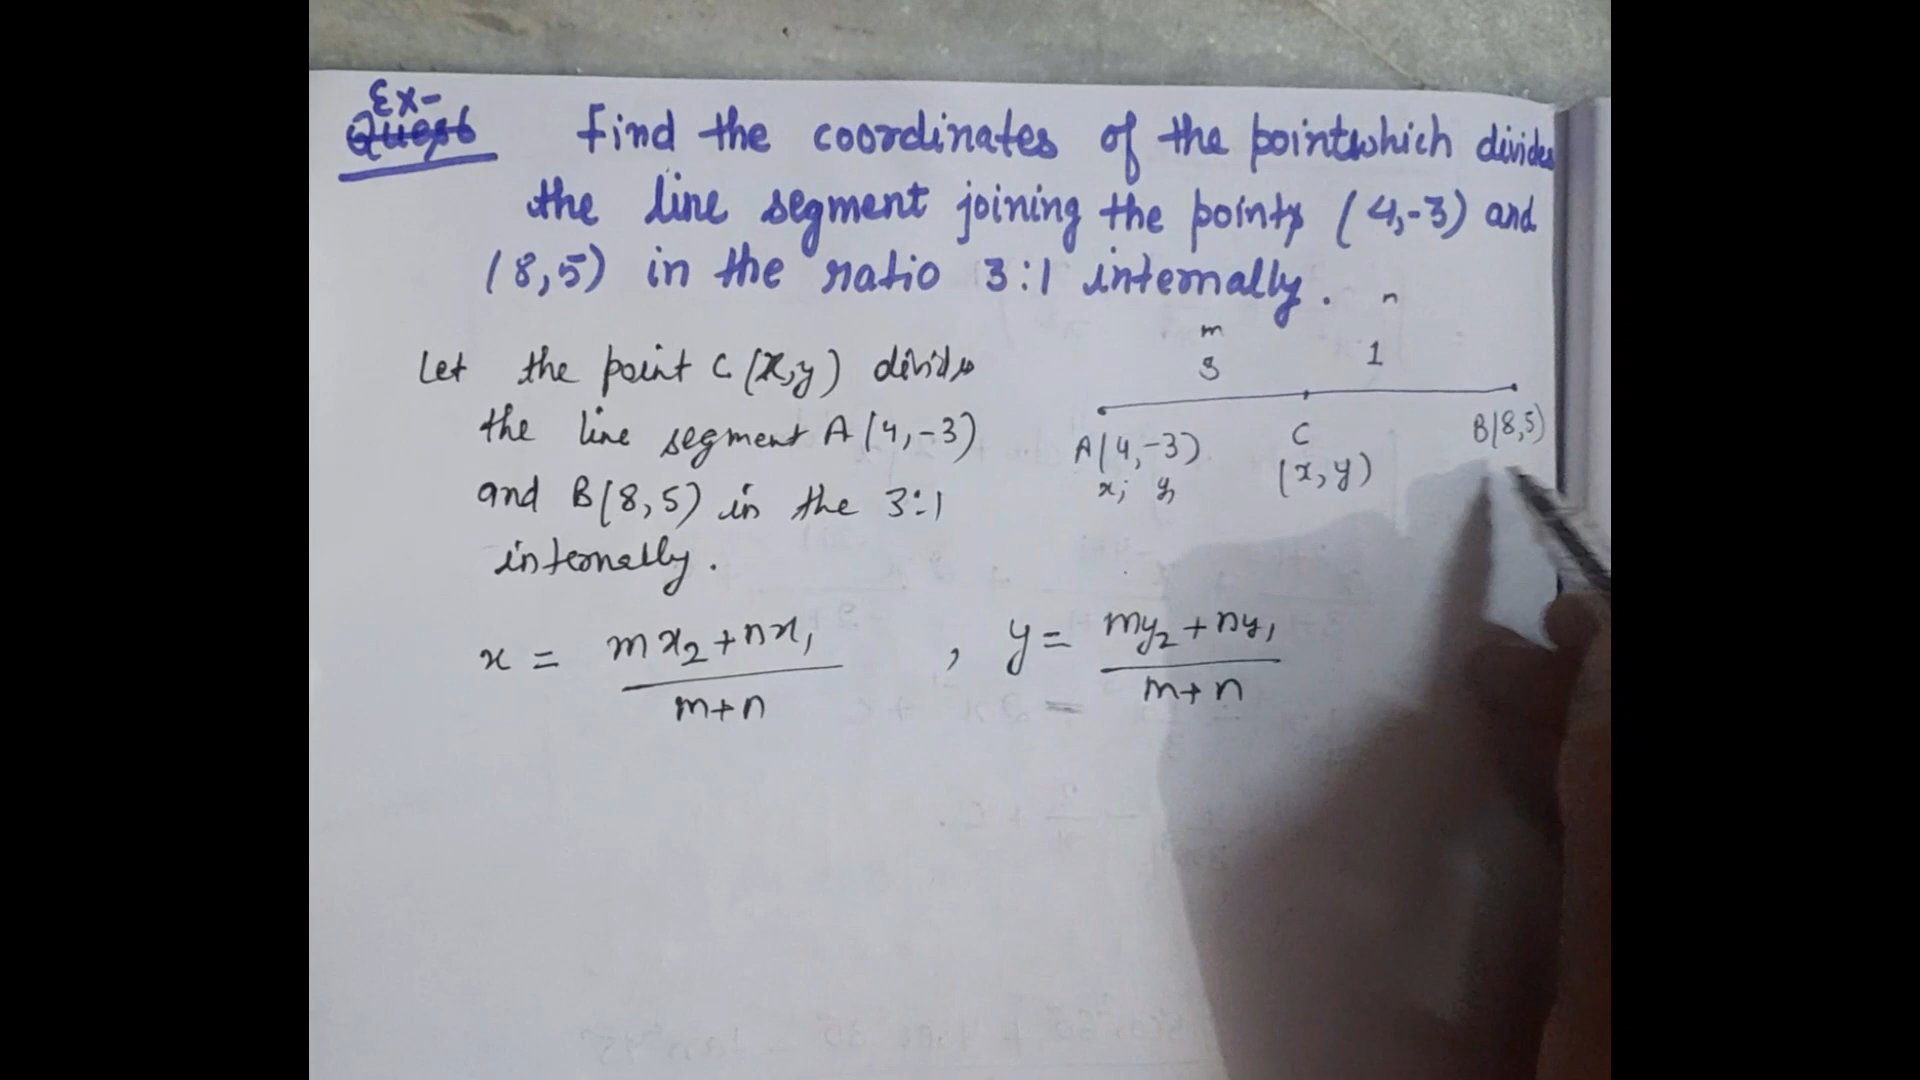 Ex-
Quest
Find the coordinates of the point which divides
the line segment joining the points (4,-3) and
(8,5) in the ratio 3:1 internally.
m n
3 1
Let the point C (x,y) divides
the line segment A(4,-3)
and B(8,5) in the 3:1
internally.
A(4,-3) C B(8,5)
x₁ y₁ (x,y)
x = mx₂+nx₁ / m+n , y = my₂+ny₁ / m+n